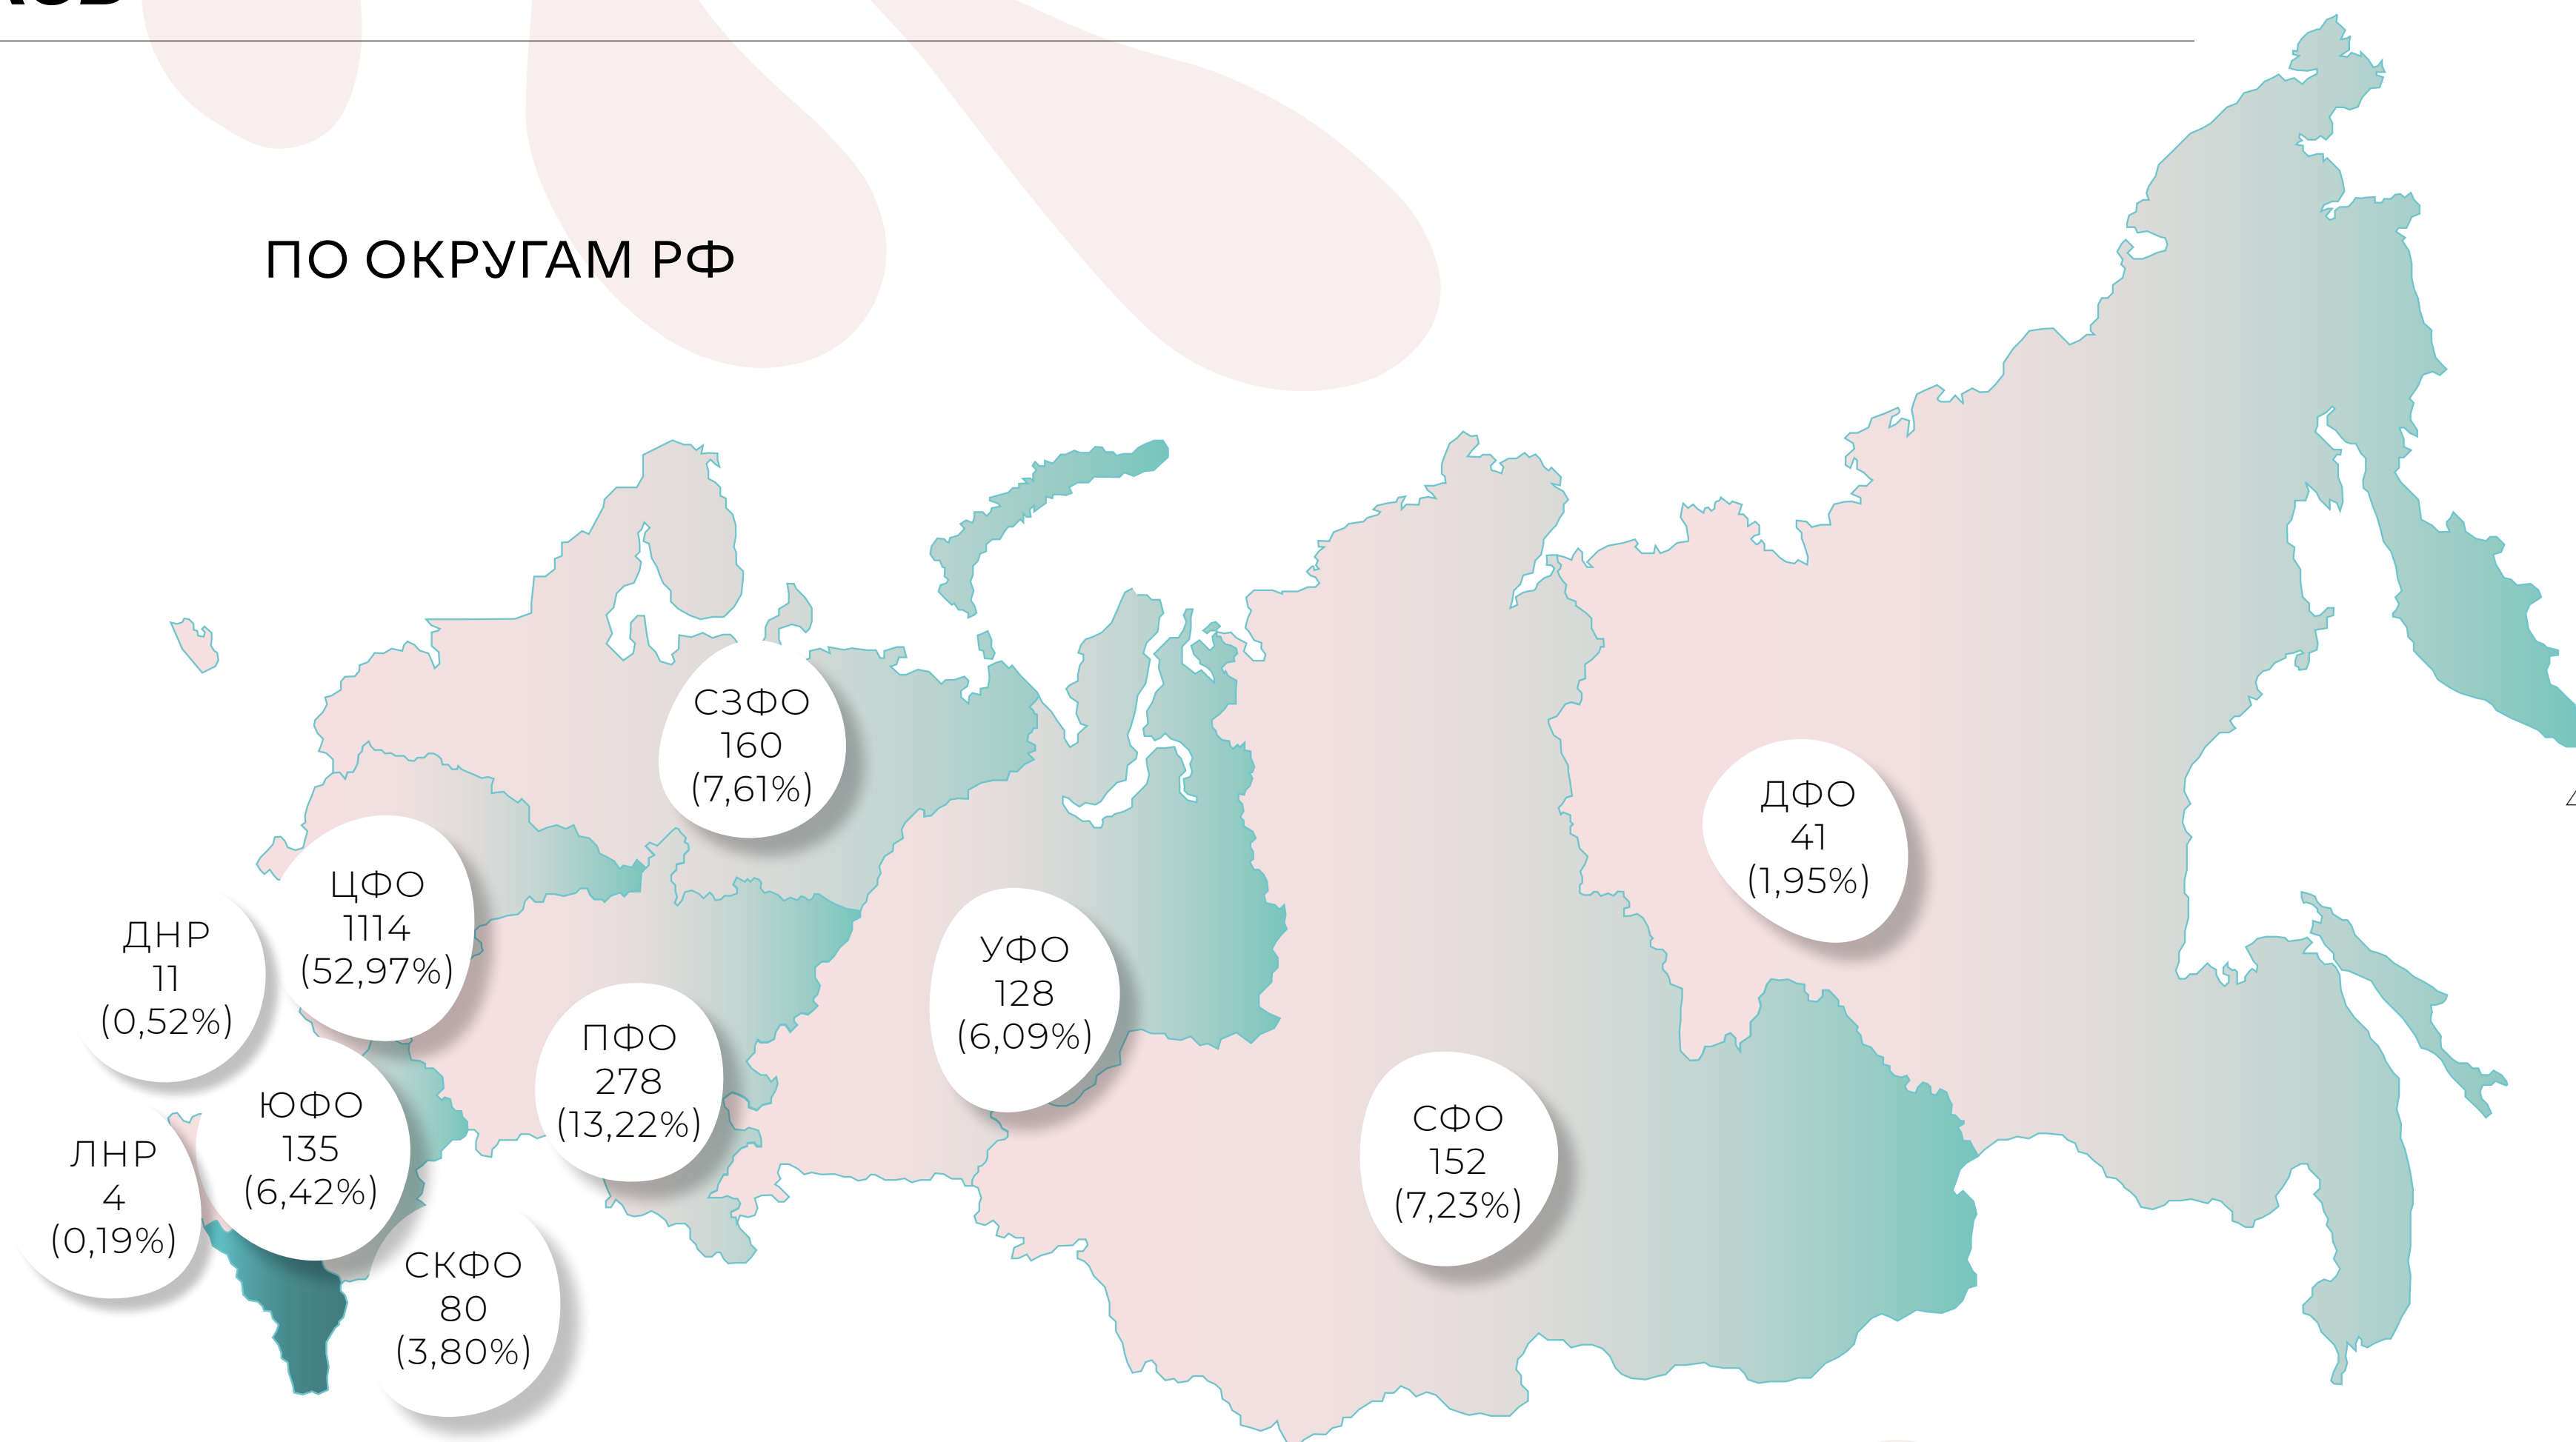 ПО ОКРУГАМ РФ
СЗФО
160
(7,61%)
ДФО
41
(1,95%)
ЦФО
1114
(52,97%)
ДНР
11
(0,52%)
УФО
128
(6,09%)
ПФО
278
(13,22%)
ЮФО
135
(6,42%)
СФО
152
(7,23%)
ЛНР
4
(0,19%)
СКФО
80
(3,80%)